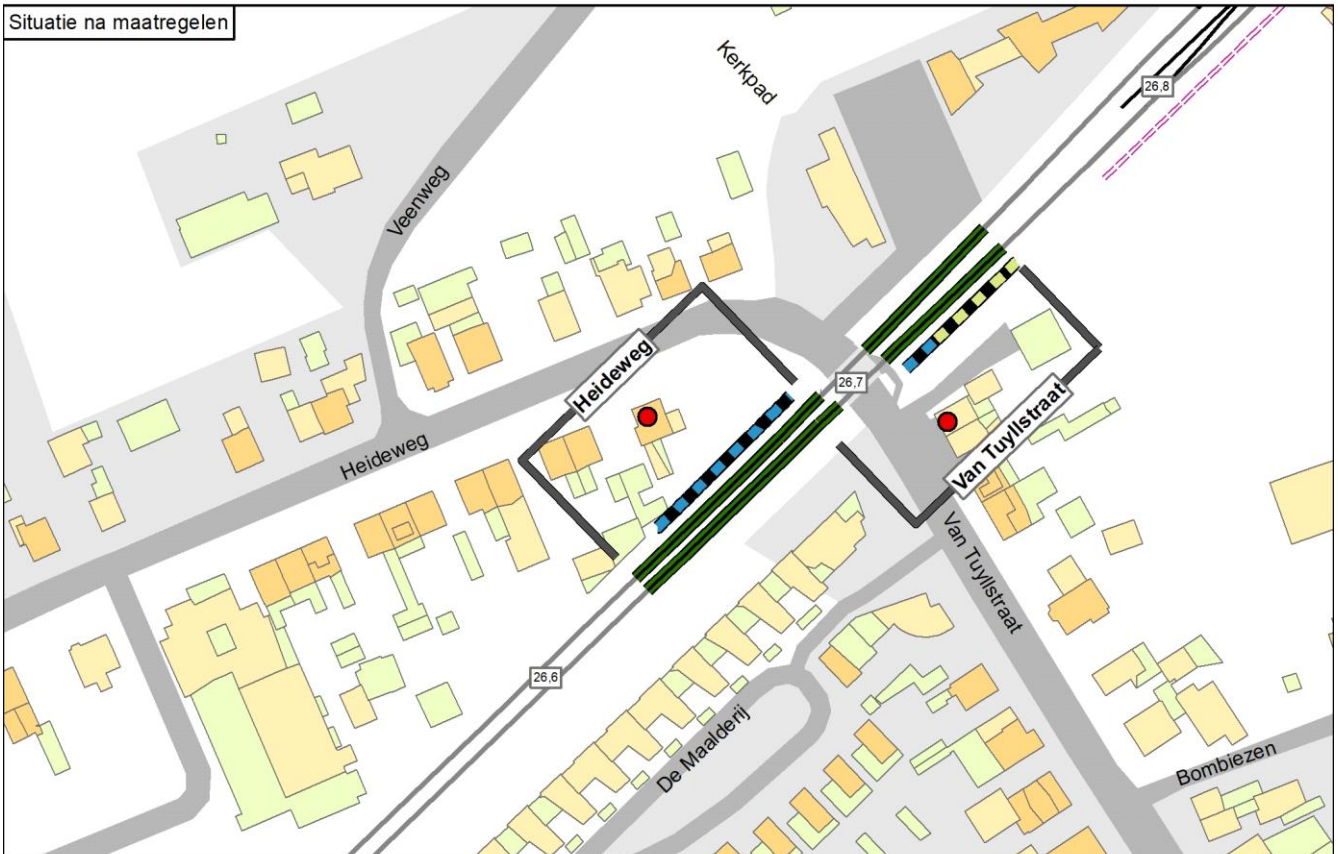 Situatie na maatregelen
Kerkpad
26,8
Veenweg
Heideweg
26,7
Van Tuyllstraat
Heideweg
Van Tuyllstraat
26,6
De Maalderij
Bombiezen